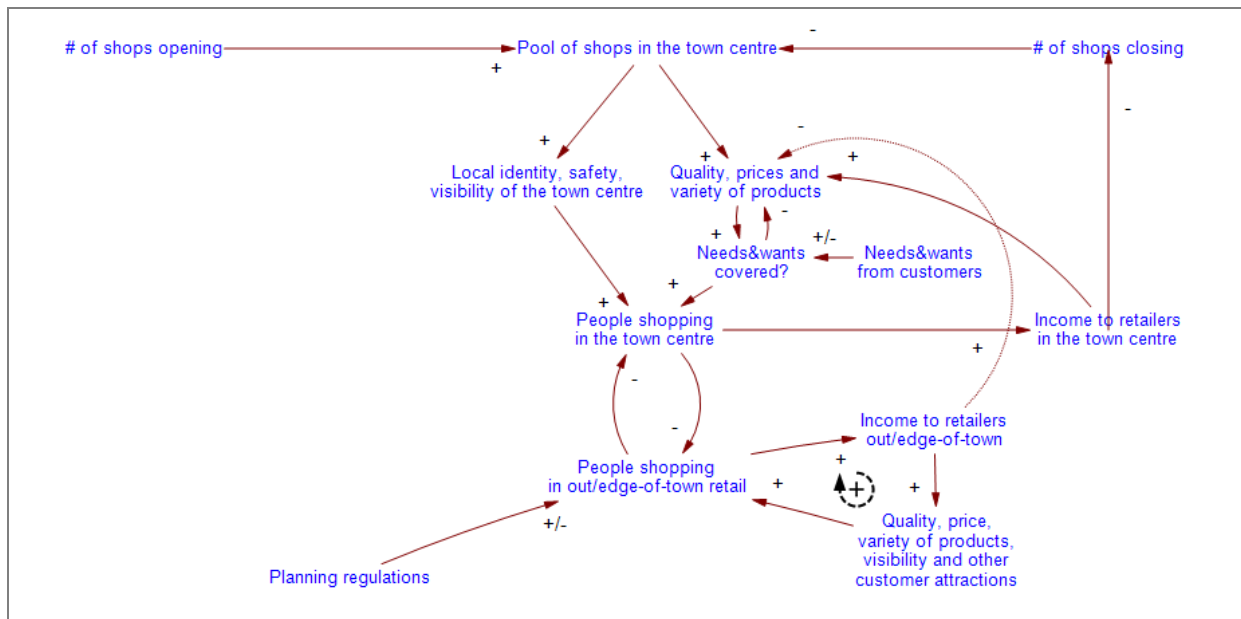 # of shops opening
+
Pool of shops in the town centre
-
# of shops closing
-
+
Local identity, safety,
visibility of the town centre
+
Quality, prices and
variety of products
-
+
+
-
Needs&wants
covered?
+/-
Needs&wants
from customers
+
+
People shopping
in the town centre
+
Income to retailers
in the town centre
-
-
People shopping
in out/edge-of-town retail
+
Income to retailers
out/edge-of-town
+
+
+
Quality, price,
variety of products,
visibility and other
customer attractions
+/-
Planning regulations